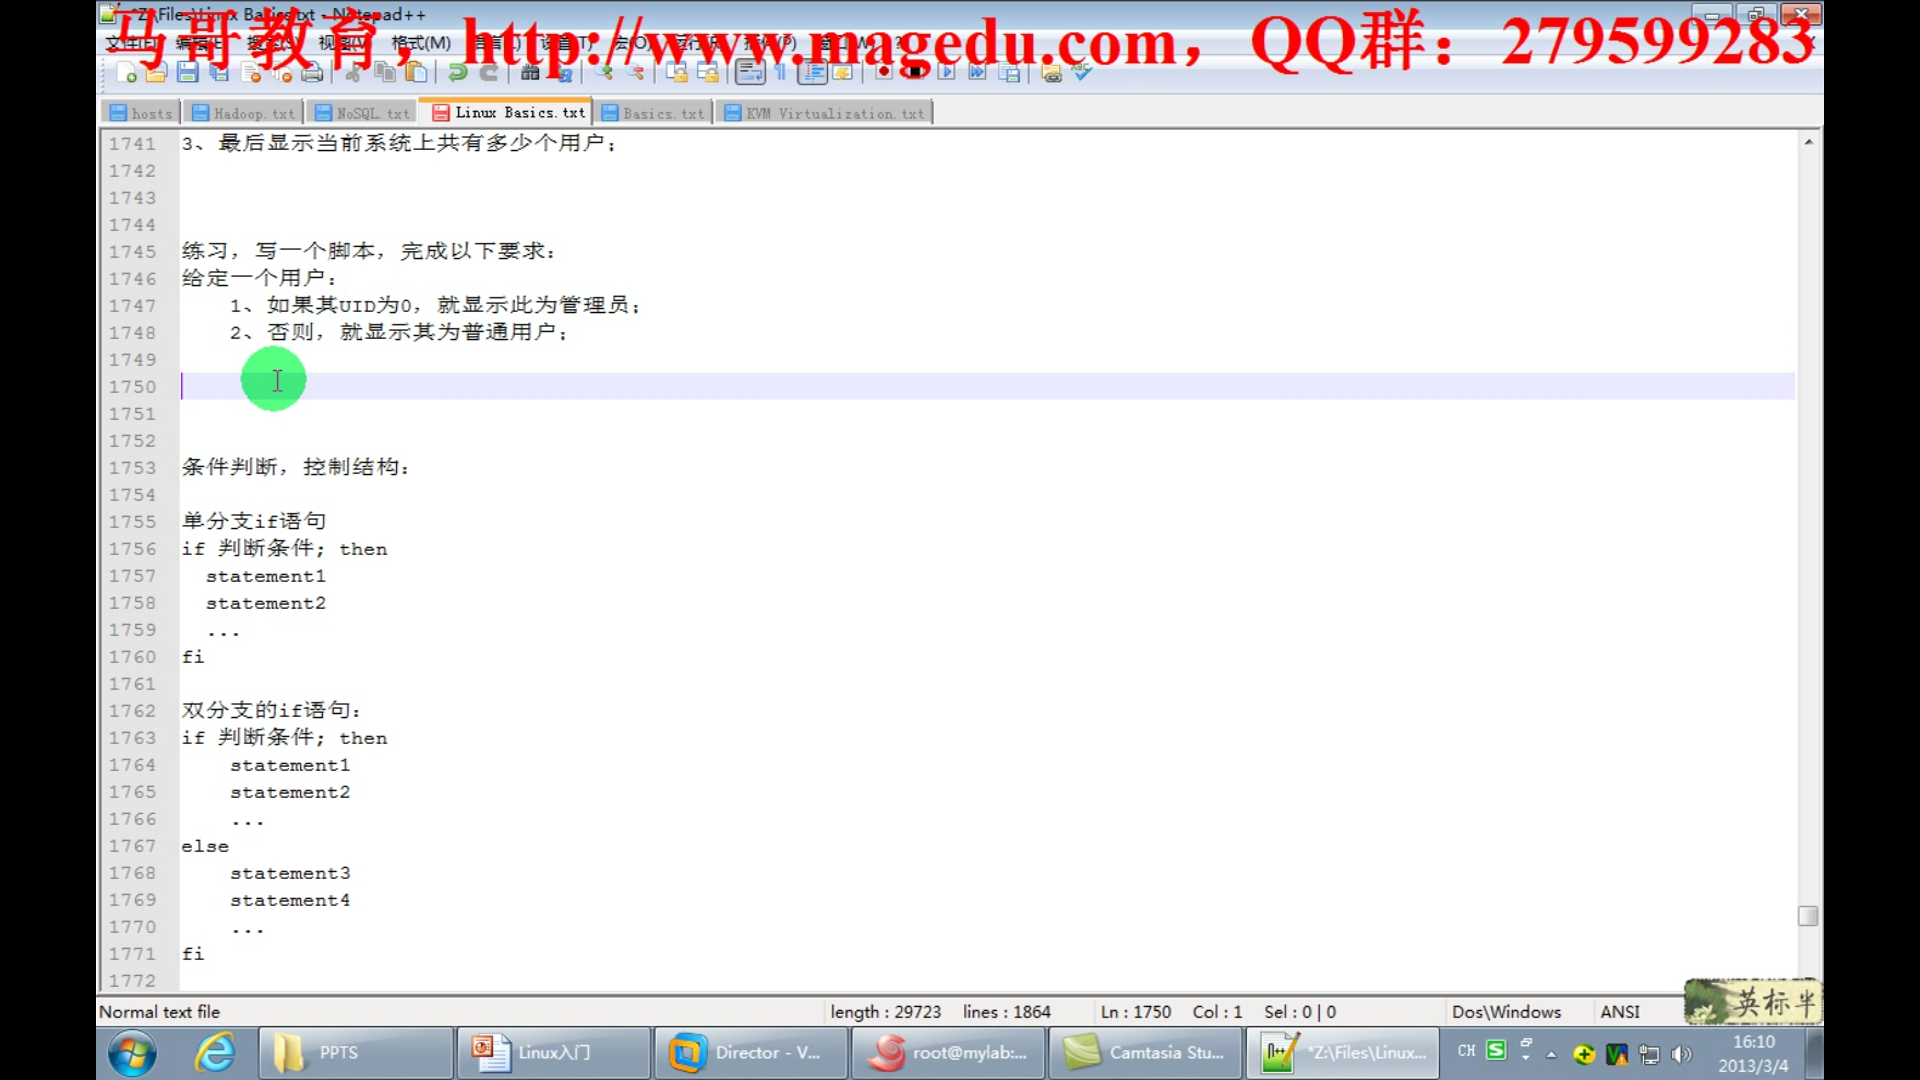 *Z:\Files\Linux Basics.txt - Notepad++
马哥教育，http://www.magedu.com，QQ群：279599283
格式(M)
hosts Hadoop.txt NoSQL.txt Linux Basics.txt Basics.txt KVM Virtualization.txt
1741 3、最后显示当前系统上共有多少个用户；
1742
1743
1744
1745 练习，写一个脚本，完成以下要求：
1746 给定一个用户：
1747 1、如果其UID为0，就显示此为管理员；
1748 2、否则，就显示其为普通用户；
1749
1750
1751
1752
1753 条件判断，控制结构：
1754
1755 单分支if语句
1756 if 判断条件; then
1757 statement1
1758 statement2
1759 ...
1760 fi
1761
1762 双分支的if语句：
1763 if 判断条件; then
1764 statement1
1765 statement2
1766 ...
1767 else
1768 statement3
1769 statement4
1770 ...
1771 fi
1772
Normal text file length : 29723 lines : 1864 Ln : 1750 Col : 1 Sel : 0 | 0 Dos\Windows ANSI
英标半
PPTS Linux入门 Director - V... root@mylab:... Camtasia Stu... *Z:\Files\Linux... CH 16:10
2013/3/4